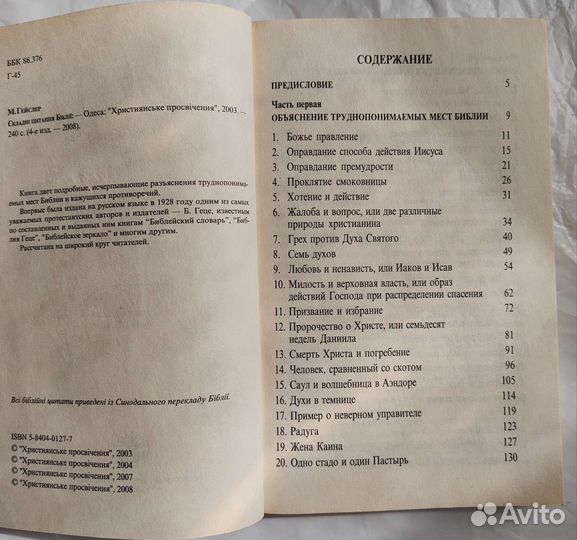 ББК 86.376
Г-45
М. Гейслер
Складні питання Біблії: — Одеса: "Християнське просвічення", 2003. —
240 с. (4-е изд. — 2008).
Книга дает подробные, исчерпывающие разъяснения труднопонимае-
мых мест Библии и кажущихся противоречий.
Впервые была издана на русском языке в 1928 году одним из самых
уважаемых протестантских авторов и издателей — Б. Геце, известным
по составленных и выданных ним книгам "Библейский словарь", "Биб-
лия Геце", "Библейское зеркало" и многим другим.
Рассчитана на широкий круг читателей.
Всі біблійні цитати приведені із Синодального перекладу Біблії.
ISBN 5-8404-0127-7
© "Християнське просвічення", 2003
© "Християнське просвічення", 2004
© "Християнське просвічення", 2007
© "Християнське просвічення", 2008
СОДЕРЖАНИЕ
ПРЕДИСЛОВИЕ 5
Часть первая
ОБЪЯСНЕНИЕ ТРУДНОПОНИМАЕМЫХ МЕСТ БИБЛИИ 9
1. Божье правление 11
2. Оправдание способа действия Иисуса 15
3. Оправдание премудрости 21
4. Проклятие смоковницы 26
5. Хотение и действие 31
6. Жалоба и вопрос, или две различные
природы христианина 34
7. Грех против Духа Святого 40
8. Семь духов 49
9. Любовь и ненависть, или Иаков и Исав 54
10. Милость и верховная власть, или образ
действий Господа при распределении спасения 62
11. Призвание и избрание 72
12. Пророчество о Христе, или семьдесят
недель Даниила 81
13. Смерть Христа и погребение 91
14. Человек, сравненный со скотом 96
15. Саул и волшебница в Аэндоре 105
16. Духи в темнице 114
17. Пример о неверном управителе 119
18. Радуга 123
19. Жена Каина 127
20. Одно стадо и один Пастырь 130
Avito